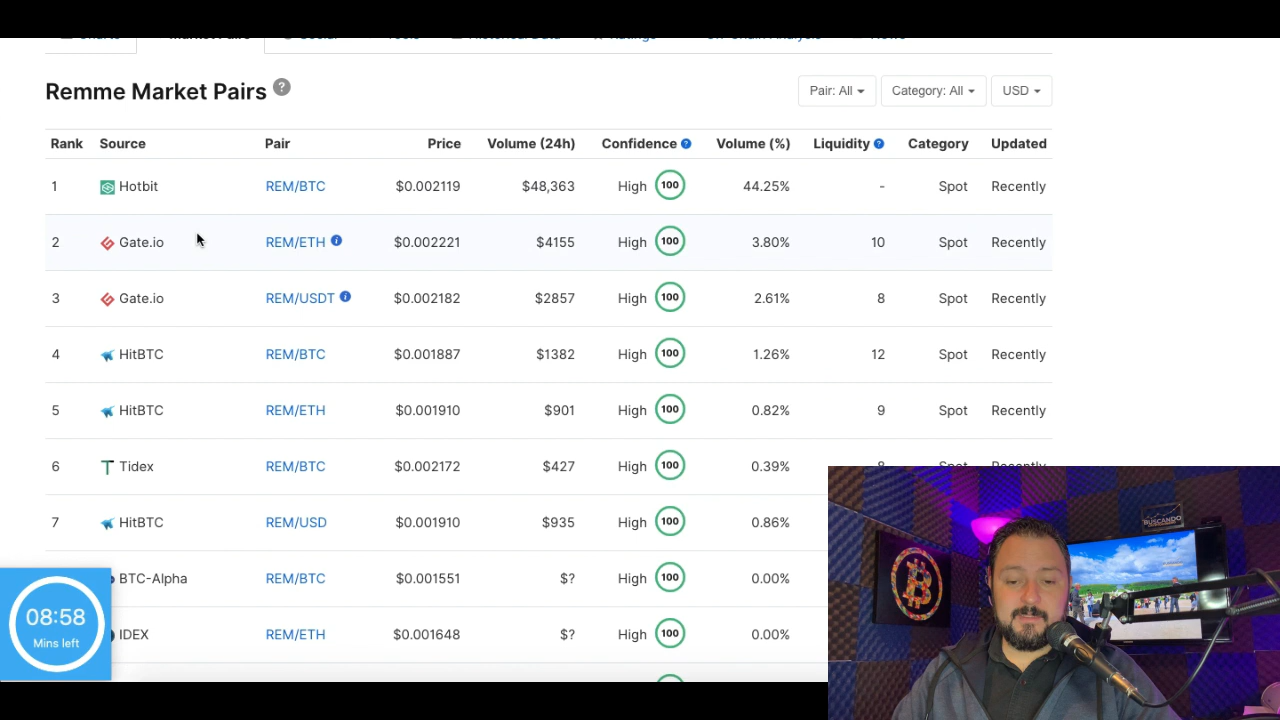 Remme Market Pairs ?
Pair: All Category: All USD
Rank Source Pair Price Volume (24h) Confidence ? Volume (%) Liquidity ? Category Updated
1 Hotbit REM/BTC $0.002119 $48,363 High 100 44.25% - Spot Recently
2 Gate.io REM/ETH $0.002221 $4155 High 100 3.80% 10 Spot Recently
3 Gate.io REM/USDT $0.002182 $2857 High 100 2.61% 8 Spot Recently
4 HitBTC REM/BTC $0.001887 $1382 High 100 1.26% 12 Spot Recently
5 HitBTC REM/ETH $0.001910 $901 High 100 0.82% 9 Spot Recently
6 Tidex REM/BTC $0.002172 $427 High 100 0.39% 8 Spot Recently
7 HitBTC REM/USD $0.001910 $935 High 100 0.86%
BTC-Alpha REM/BTC $0.001551 $? High 100 0.00%
IDEX REM/ETH $0.001648 $? High 100 0.00%
08:58
Mins left
BUSCANDO